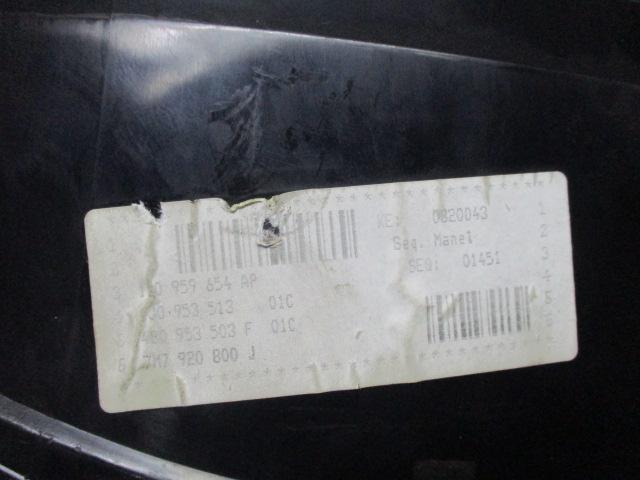 KE: 0820043
Seq. Manel
SEQ: 01451
959 654 AP
953 513 01C
953 503 F 01C
7M7 920 800 J
1
2
3
4
5
6